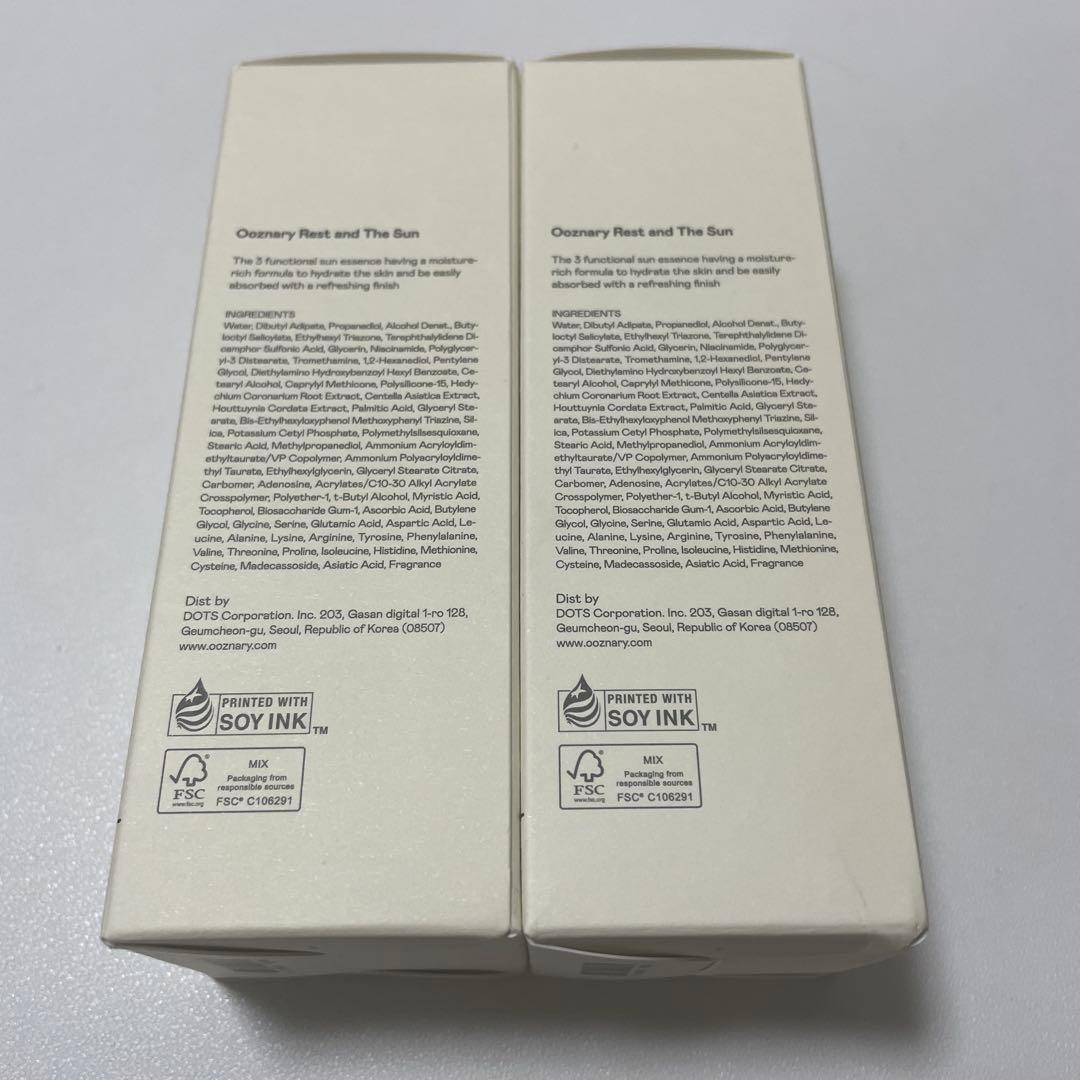 Ooznary Rest and The Sun
The 3 functional sun essence having a moisture-
rich formula to hydrate the skin and be easily
absorbed with a refreshing finish
INGREDIENTS
Water, Dibutyl Adipate, Propanediol, Alcohol Denat., Buty-
loctyl Salicylate, Ethylhexyl Triazone, Terephthalylidene Di-
camphor Sulfonic Acid, Glycerin, Niacinamide, Polyglycer-
yl-3 Distearate, Tromethamine, 1,2-Hexanediol, Pentylene
Glycol, Diethylamino Hydroxybenzoyl Hexyl Benzoate, Ce-
tearyl Alcohol, Caprylyl Methicone, Polysilicone-15, Hedy-
chium Coronarium Root Extract, Centella Asiatica Extract,
Houttuynia Cordata Extract, Palmitic Acid, Glyceryl Ste-
arate, Bis-Ethylhexyloxyphenol Methoxyphenyl Triazine, Sil-
ica, Potassium Cetyl Phosphate, Polymethylsilsesquioxane,
Stearic Acid, Methylpropanediol, Ammonium Acryloyldim-
ethyltaurate/VP Copolymer, Ammonium Polyacryloyldime-
thyl Taurate, Ethylhexylglycerin, Glyceryl Stearate Citrate,
Carbomer, Adenosine, Acrylates/C10-30 Alkyl Acrylate
Crosspolymer, Polyether-1, t-Butyl Alcohol, Myristic Acid,
Tocopherol, Biosaccharide Gum-1, Ascorbic Acid, Butylene
Glycol, Glycine, Serine, Glutamic Acid, Aspartic Acid, Le-
ucine, Alanine, Lysine, Arginine, Tyrosine, Phenylalanine,
Valine, Threonine, Proline, Isoleucine, Histidine, Methionine,
Cysteine, Madecassoside, Asiatic Acid, Fragrance
Dist by
DOTS Corporation. Inc. 203, Gasan digital 1-ro 128,
Geumcheon-gu, Seoul, Republic of Korea (08507)
www.ooznary.com
PRINTED WITH
SOY INK TM
MIX
Packaging from
responsible sources
FSC® C106291
FSC
www.fsc.org
Ooznary Rest and The Sun
The 3 functional sun essence having a moisture-
rich formula to hydrate the skin and be easily
absorbed with a refreshing finish
INGREDIENTS
Water, Dibutyl Adipate, Propanediol, Alcohol Denat., Buty-
loctyl Salicylate, Ethylhexyl Triazone, Terephthalylidene Di-
camphor Sulfonic Acid, Glycerin, Niacinamide, Polyglycer-
yl-3 Distearate, Tromethamine, 1,2-Hexanediol, Pentylene
Glycol, Diethylamino Hydroxybenzoyl Hexyl Benzoate, Ce-
tearyl Alcohol, Caprylyl Methicone, Polysilicone-15, Hedy-
chium Coronarium Root Extract, Centella Asiatica Extract,
Houttuynia Cordata Extract, Palmitic Acid, Glyceryl Ste-
arate, Bis-Ethylhexyloxyphenol Methoxyphenyl Triazine, Sil-
ica, Potassium Cetyl Phosphate, Polymethylsilsesquioxane,
Stearic Acid, Methylpropanediol, Ammonium Acryloyldim-
ethyltaurate/VP Copolymer, Ammonium Polyacryloyldime-
thyl Taurate, Ethylhexylglycerin, Glyceryl Stearate Citrate,
Carbomer, Adenosine, Acrylates/C10-30 Alkyl Acrylate
Crosspolymer, Polyether-1, t-Butyl Alcohol, Myristic Acid,
Tocopherol, Biosaccharide Gum-1, Ascorbic Acid, Butylene
Glycol, Glycine, Serine, Glutamic Acid, Aspartic Acid, Le-
ucine, Alanine, Lysine, Arginine, Tyrosine, Phenylalanine,
Valine, Threonine, Proline, Isoleucine, Histidine, Methionine,
Cysteine, Madecassoside, Asiatic Acid, Fragrance
Dist by
DOTS Corporation. Inc. 203, Gasan digital 1-ro 128,
Geumcheon-gu, Seoul, Republic of Korea (08507)
www.ooznary.com
PRINTED WITH
SOY INK TM
MIX
Packaging from
responsible sources
FSC® C106291
FSC
www.fsc.org